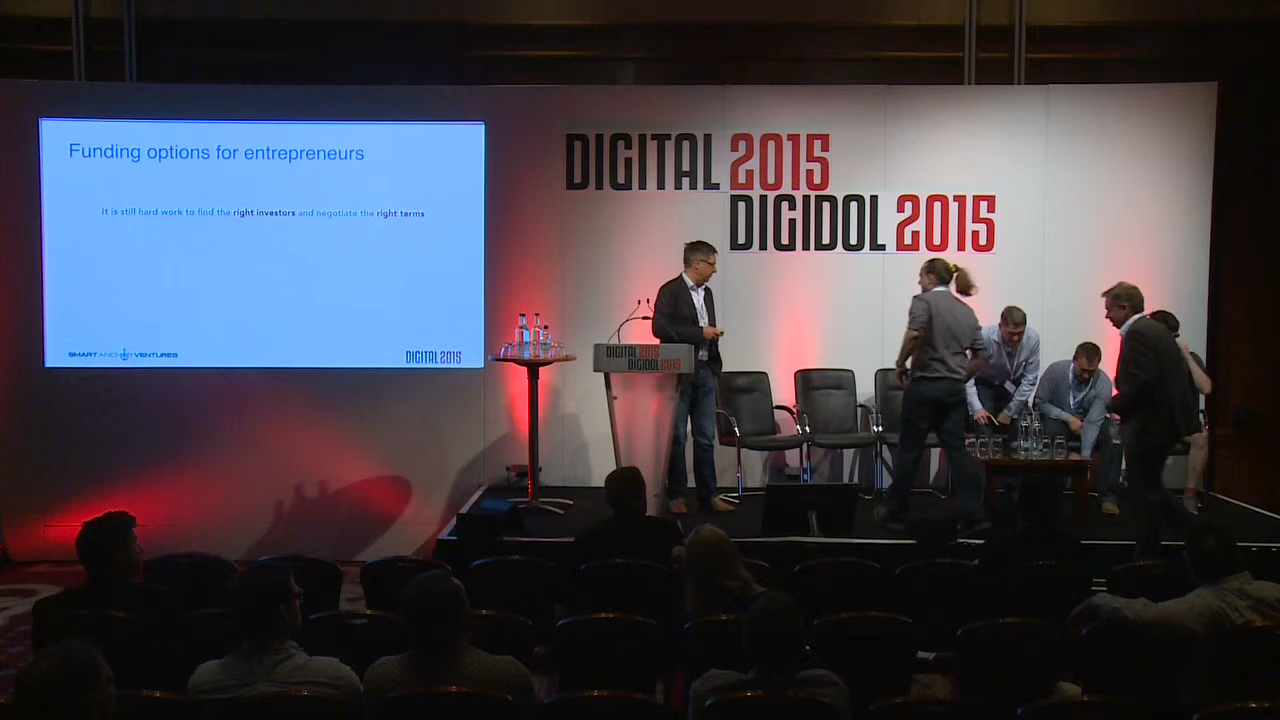 Funding options for entrepreneurs
It is still hard work to find the right investors and negotiate the right terms
SMART ANCHOR VENTURES
DIGITAL 2015
DIGITAL 2015
DIGIDOL 2015
DIGITAL 2015
DIGIDOL 2015